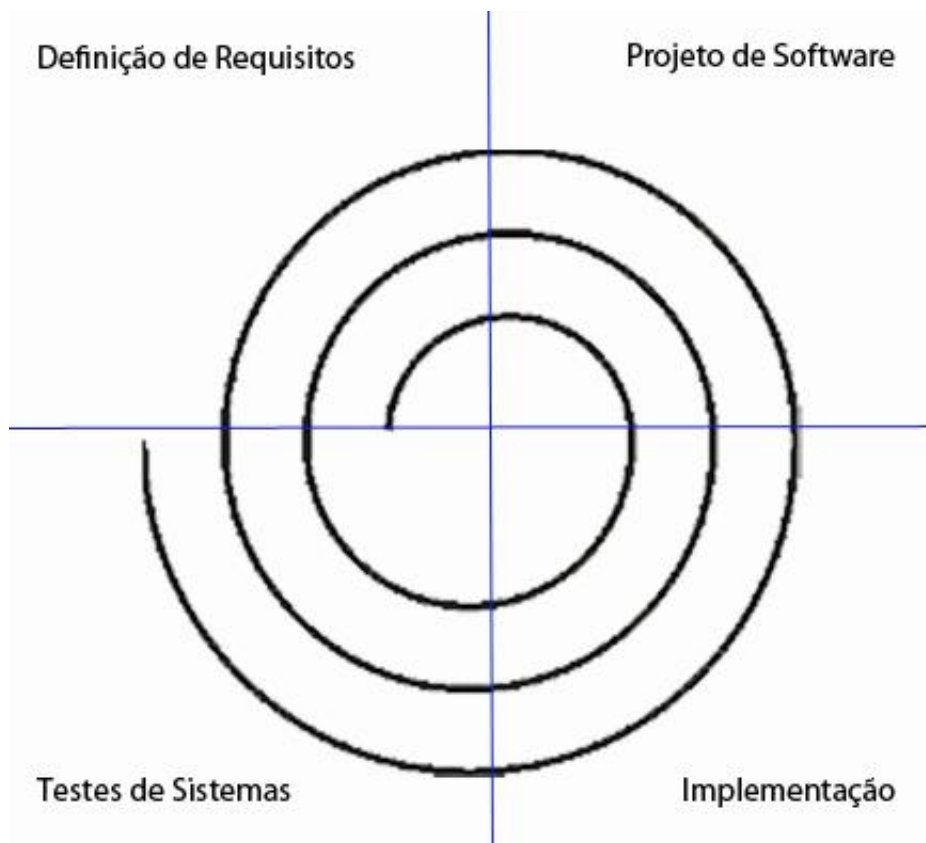 Definição de Requisitos
Projeto de Software
Testes de Sistemas
Implementação